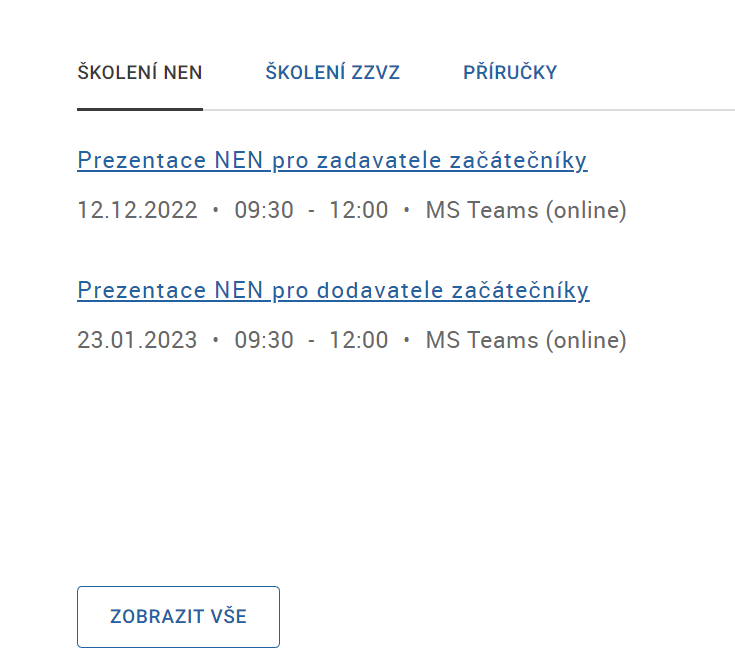 ŠKOLENÍ NEN ŠKOLENÍ ZZVZ PŘÍRUČKY
Prezentace NEN pro zadavatele začátečníky
12.12.2022 • 09:30 - 12:00 • MS Teams (online)
Prezentace NEN pro dodavatele začátečníky
23.01.2023 • 09:30 - 12:00 • MS Teams (online)
ZOBRAZIT VŠE